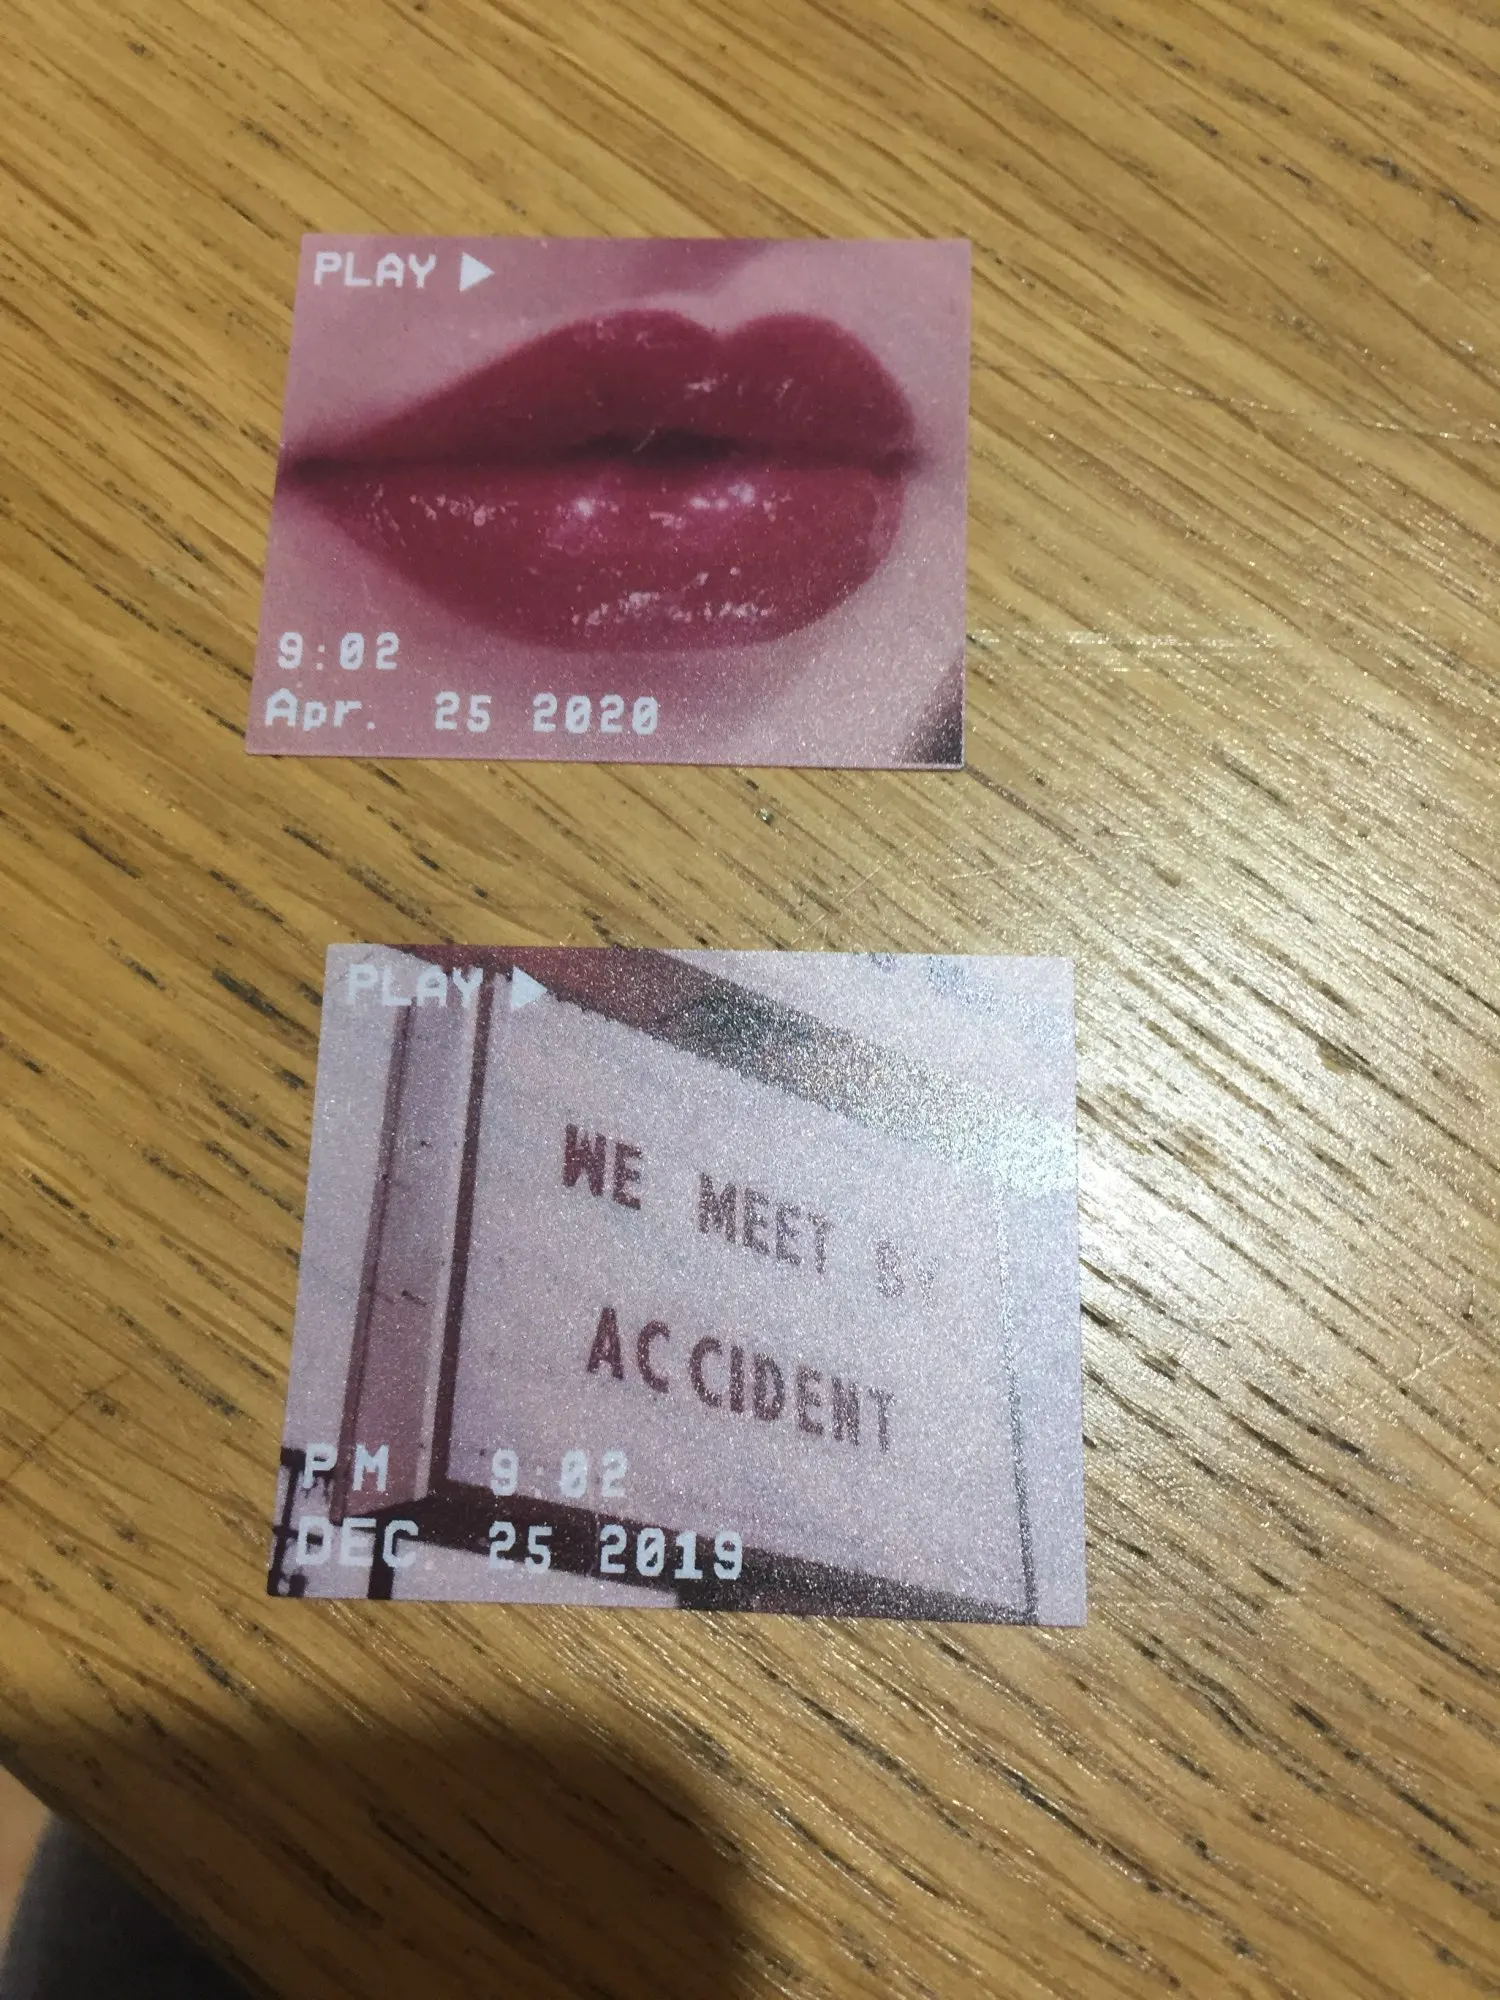 PLAY
9:02
Apr. 25 2020
PLAY
WE MEET BY
ACCIDENT
PM 9:02
DEC. 25 2019